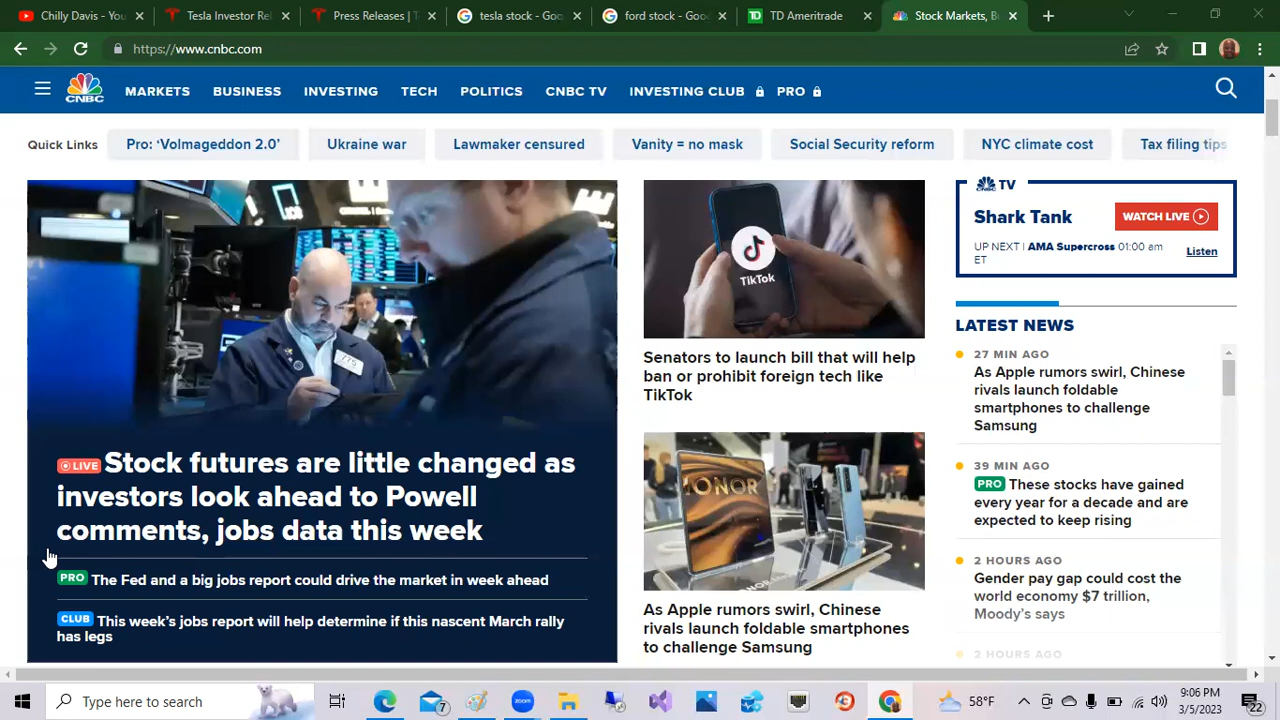 Chilly Davis - You
Tesla Investor Rel
Press Releases | T
tesla stock - Goo
ford stock - Goo
TD Ameritrade
Stock Markets, Bu
https://www.cnbc.com
CNBC
MARKETS BUSINESS INVESTING TECH POLITICS CNBC TV INVESTING CLUB PRO
Quick Links Pro: ‘Volmageddon 2.0’ Ukraine war Lawmaker censured Vanity = no mask Social Security reform NYC climate cost Tax filing tips
775
LIVE Stock futures are little changed as
investors look ahead to Powell
comments, jobs data this week
PRO The Fed and a big jobs report could drive the market in week ahead
CLUB This week’s jobs report will help determine if this nascent March rally
has legs
TikTok
Senators to launch bill that will help
ban or prohibit foreign tech like
TikTok
HONOR
As Apple rumors swirl, Chinese
rivals launch foldable smartphones
to challenge Samsung
TV
Shark Tank
WATCH LIVE
UP NEXT | AMA Supercross 01:00 am
ET
Listen
LATEST NEWS
27 MIN AGO
As Apple rumors swirl, Chinese
rivals launch foldable
smartphones to challenge
Samsung
39 MIN AGO
PRO These stocks have gained
every year for a decade and are
expected to keep rising
2 HOURS AGO
Gender pay gap could cost the
world economy $7 trillion,
Moody’s says
2 HOURS AGO
Type here to search
7
zoom
58°F
9:06 PM
3/5/2023
22